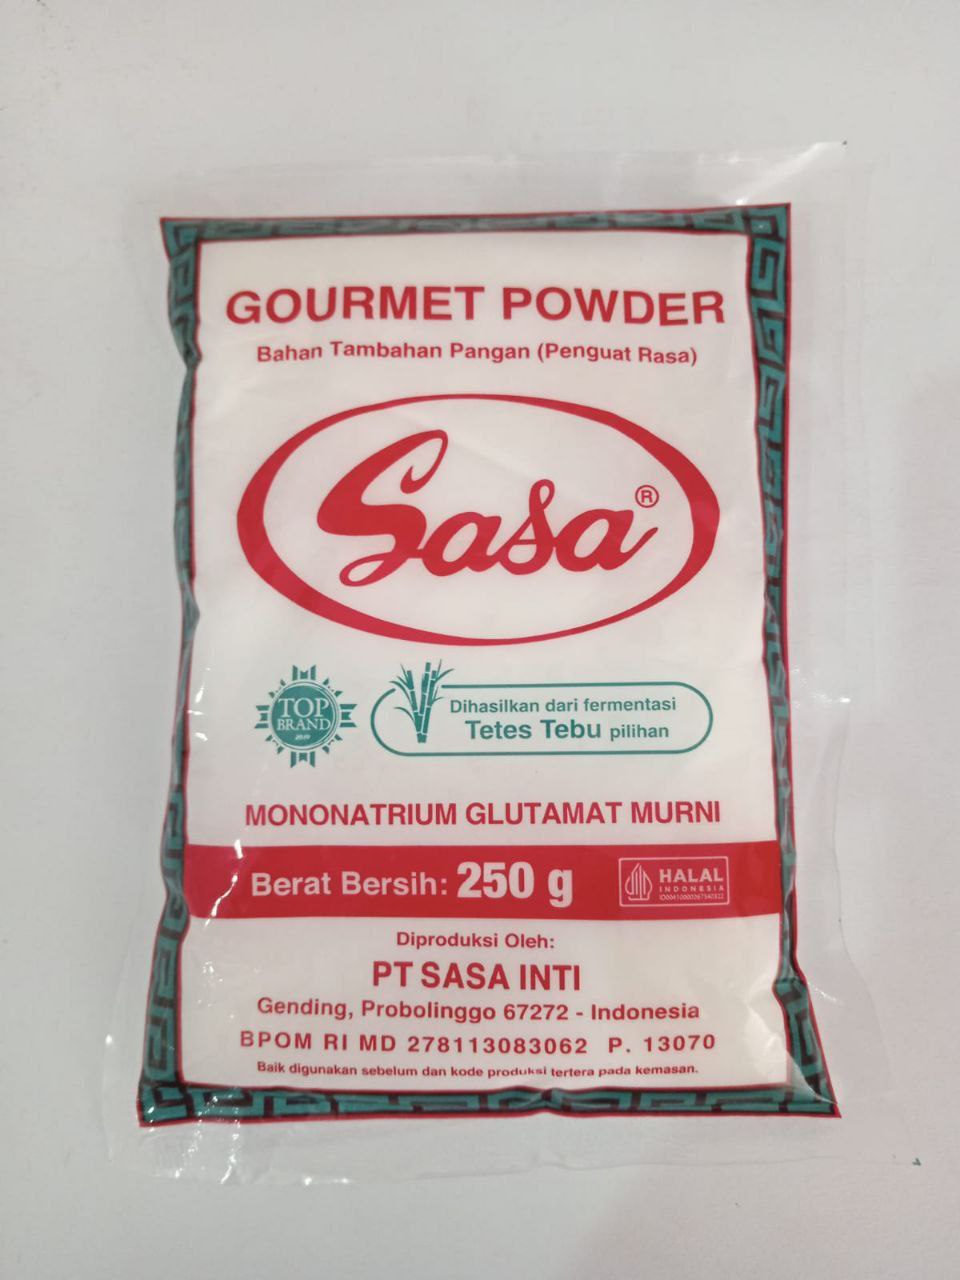 GOURMET POWDER
Bahan Tambahan Pangan (Penguat Rasa)
Sasa®
TOP
BRAND
Dihasilkan dari fermentasi
Tetes Tebu pilihan
MONONATRIUM GLUTAMAT MURNI
Berat Bersih: 250 g
HALAL
INDONESIA
Diproduksi Oleh:
PT SASA INTI
Gending, Probolinggo 67272 - Indonesia
BPOM RI MD 278113083062 P. 13070
Baik digunakan sebelum dan kode produksi tertera pada kemasan.